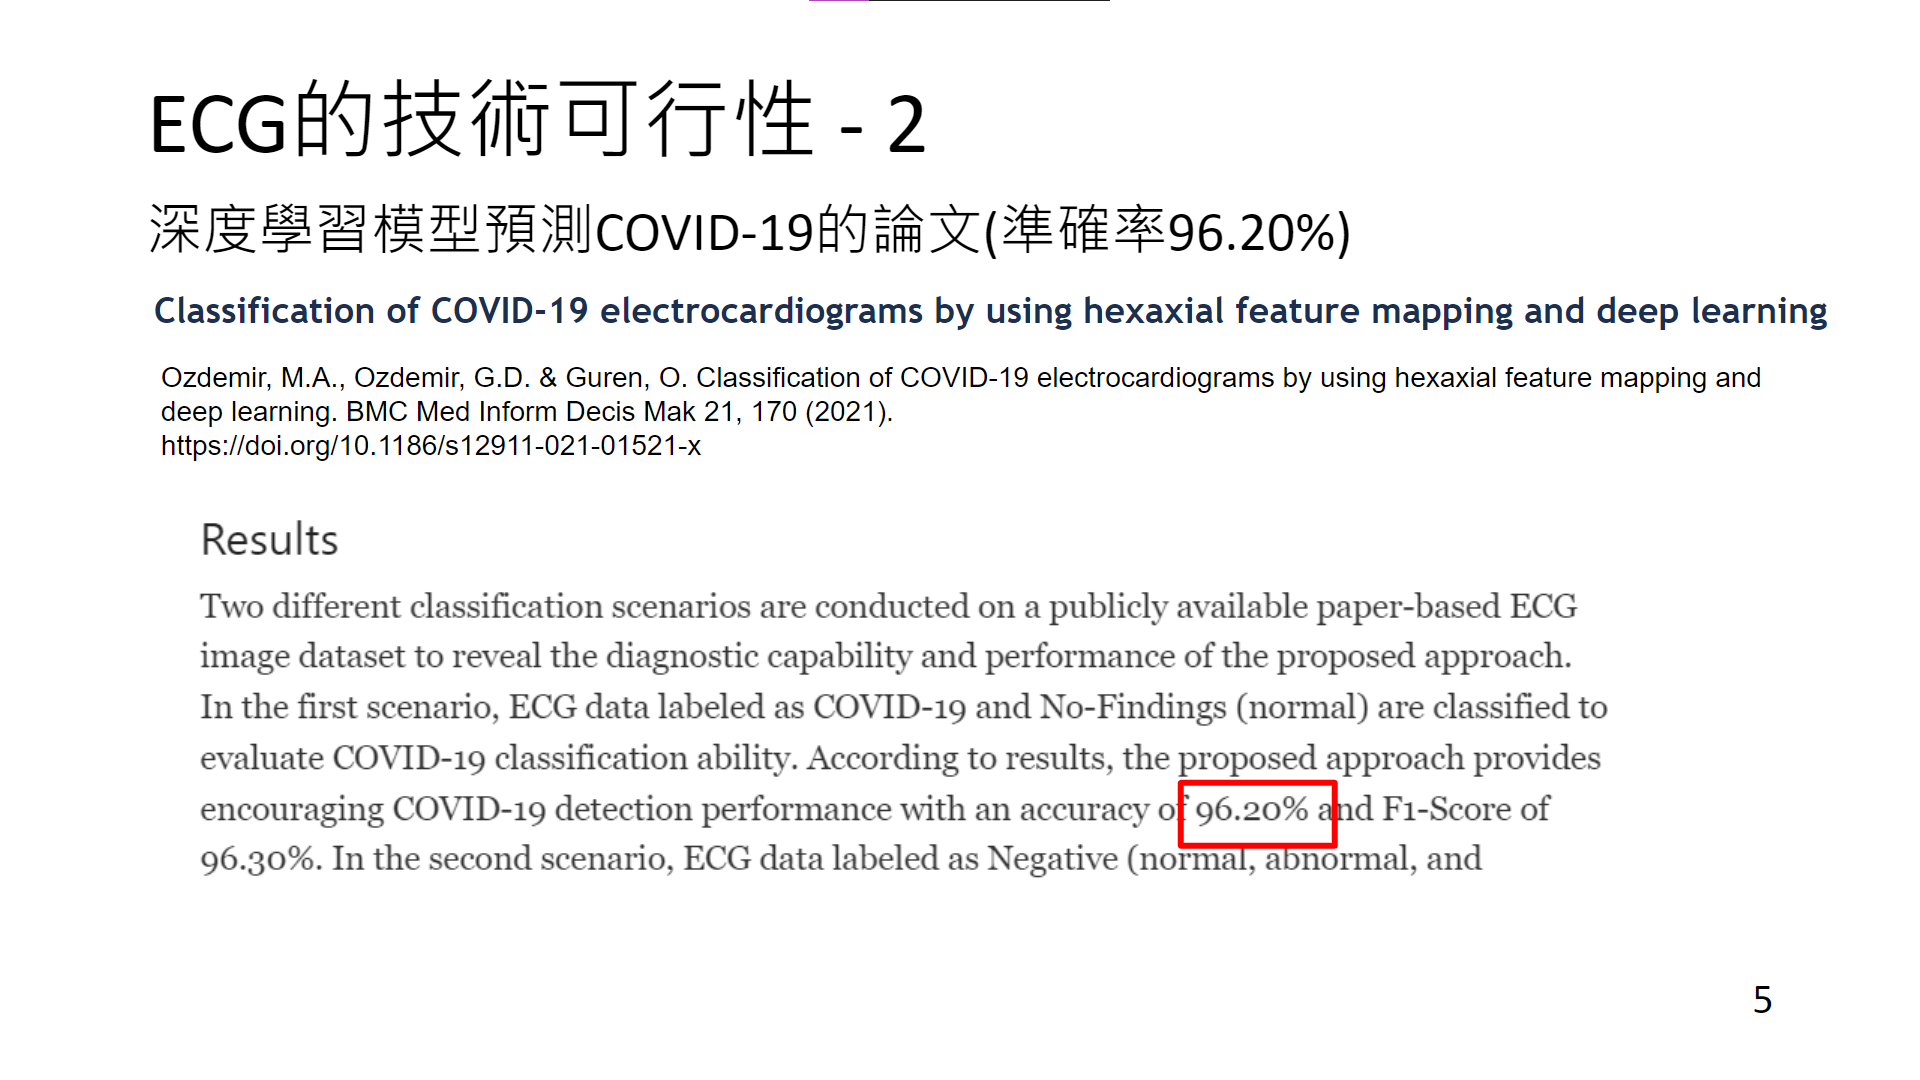 ECG的技術可行性 - 2
深度學習模型預測COVID-19的論文(準確率96.20%)
Classification of COVID-19 electrocardiograms by using hexaxial feature mapping and deep learning
Ozdemir, M.A., Ozdemir, G.D. & Guren, O. Classification of COVID-19 electrocardiograms by using hexaxial feature mapping and
deep learning. BMC Med Inform Decis Mak 21, 170 (2021).
https://doi.org/10.1186/s12911-021-01521-x
Results
Two different classification scenarios are conducted on a publicly available paper-based ECG
image dataset to reveal the diagnostic capability and performance of the proposed approach.
In the first scenario, ECG data labeled as COVID-19 and No-Findings (normal) are classified to
evaluate COVID-19 classification ability. According to results, the proposed approach provides
encouraging COVID-19 detection performance with an accuracy of 96.20% and F1-Score of
96.30%. In the second scenario, ECG data labeled as Negative (normal, abnormal, and
5